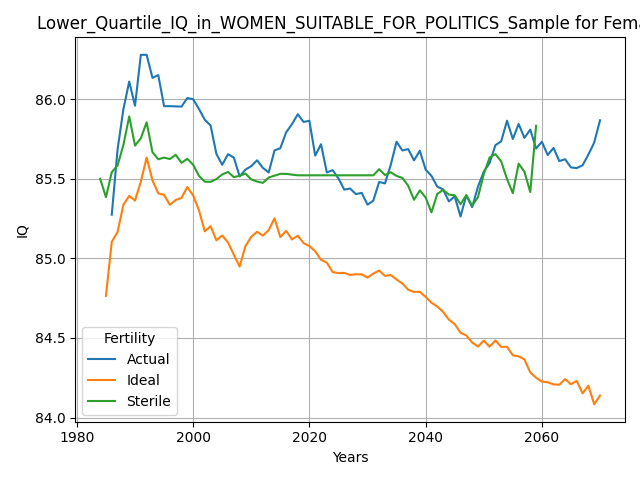 Lower_Quartile_IQ_in_WOMEN_SUITABLE_FOR_POLITICS_Sample for Fema
86.0
85.5
85.0
84.5
84.0
IQ
Fertility
Actual
Ideal
Sterile
1980
2000
2020
2040
2060
Years